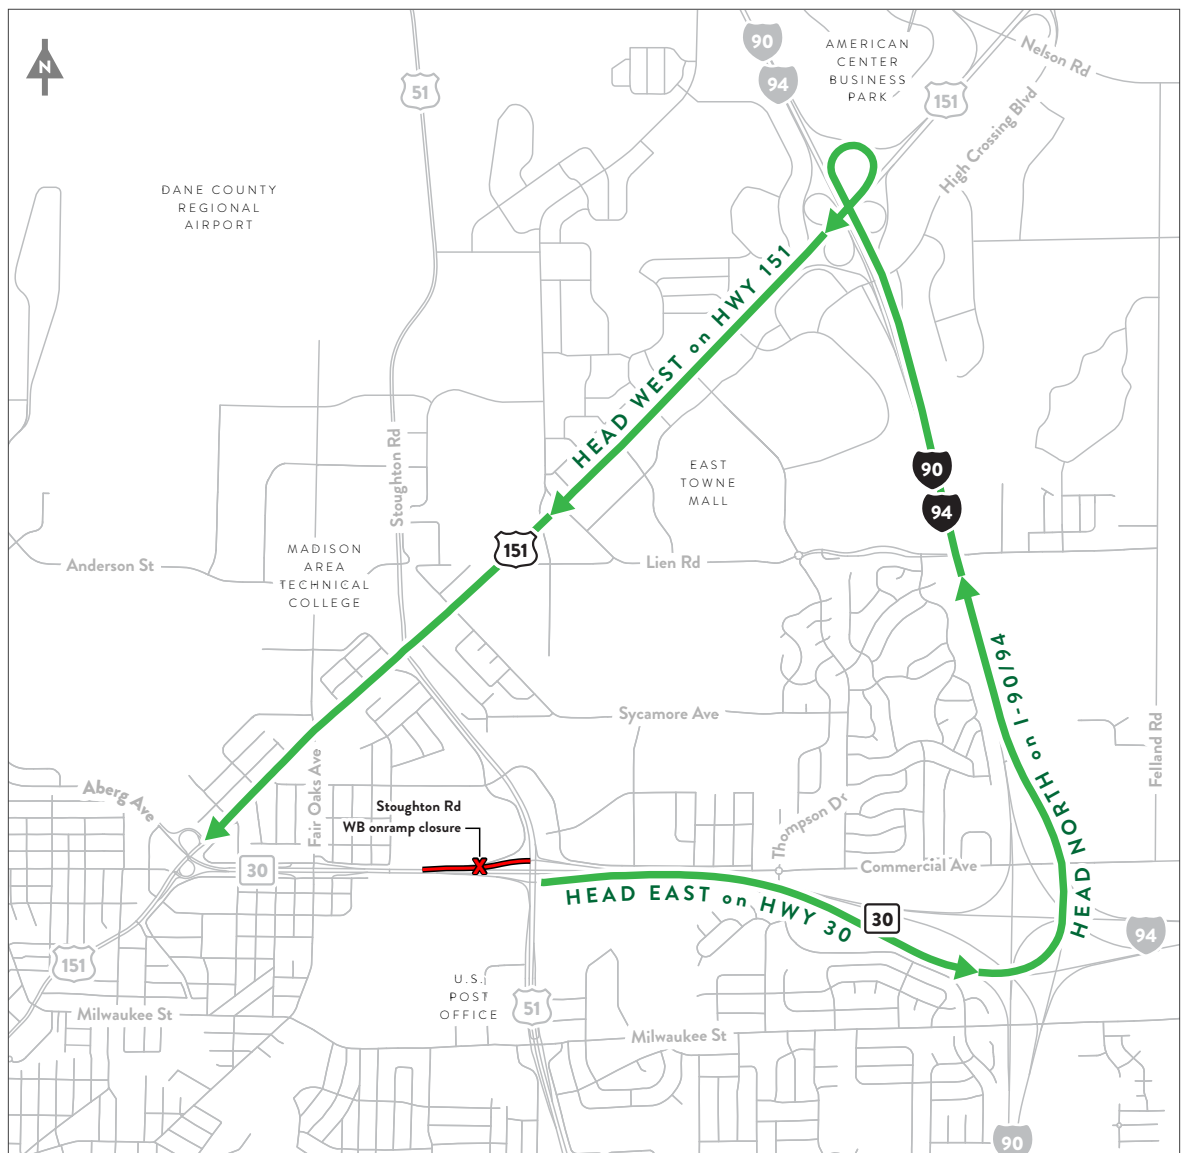 N
90
94
51
151
AMERICAN
CENTER
BUSINESS
PARK
Nelson Rd
High Crossing Blvd
DANE COUNTY
REGIONAL
AIRPORT
HEAD WEST on HWY 151
Stoughton Rd
EAST
TOWNE
MALL
90
94
151
Anderson St
MADISON
AREA
TECHNICAL
COLLEGE
Lien Rd
HEAD NORTH on I-90/94
Sycamore Ave
Felland Rd
Aberg Ave
Fair Oaks Ave
Stoughton Rd
WB onramp closure
X
Thompson Dr
30
Commercial Ave
HEAD EAST on HWY 30
30
94
151
U.S.
POST
OFFICE
51
Milwaukee St
Milwaukee St
90